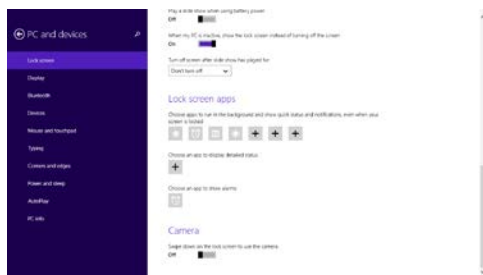 PC and devices
Lock screen
Display
Bluetooth
Devices
Mouse and touchpad
Typing
Corners and edges
Power and sleep
AutoPlay
PC info
Play a slide show when using battery power
Off
When my PC is inactive, show the lock screen instead of turning off the screen
On
Turn off screen after slide show has played for
Don't turn off
Lock screen apps
Choose apps to run in the background and show quick status and notifications, even when your
screen is locked
Choose an app to display detailed status
Choose an app to show alarms
Camera
Swipe down on the lock screen to use the camera
Off